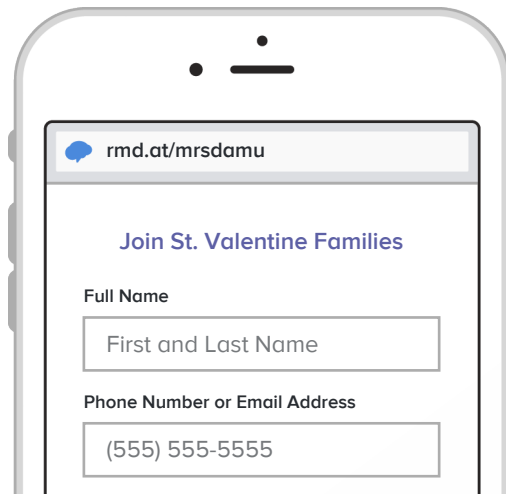 rmd.at/mrsdamu
Join St. Valentine Families
Full Name
First and Last Name
Phone Number or Email Address
(555) 555-5555